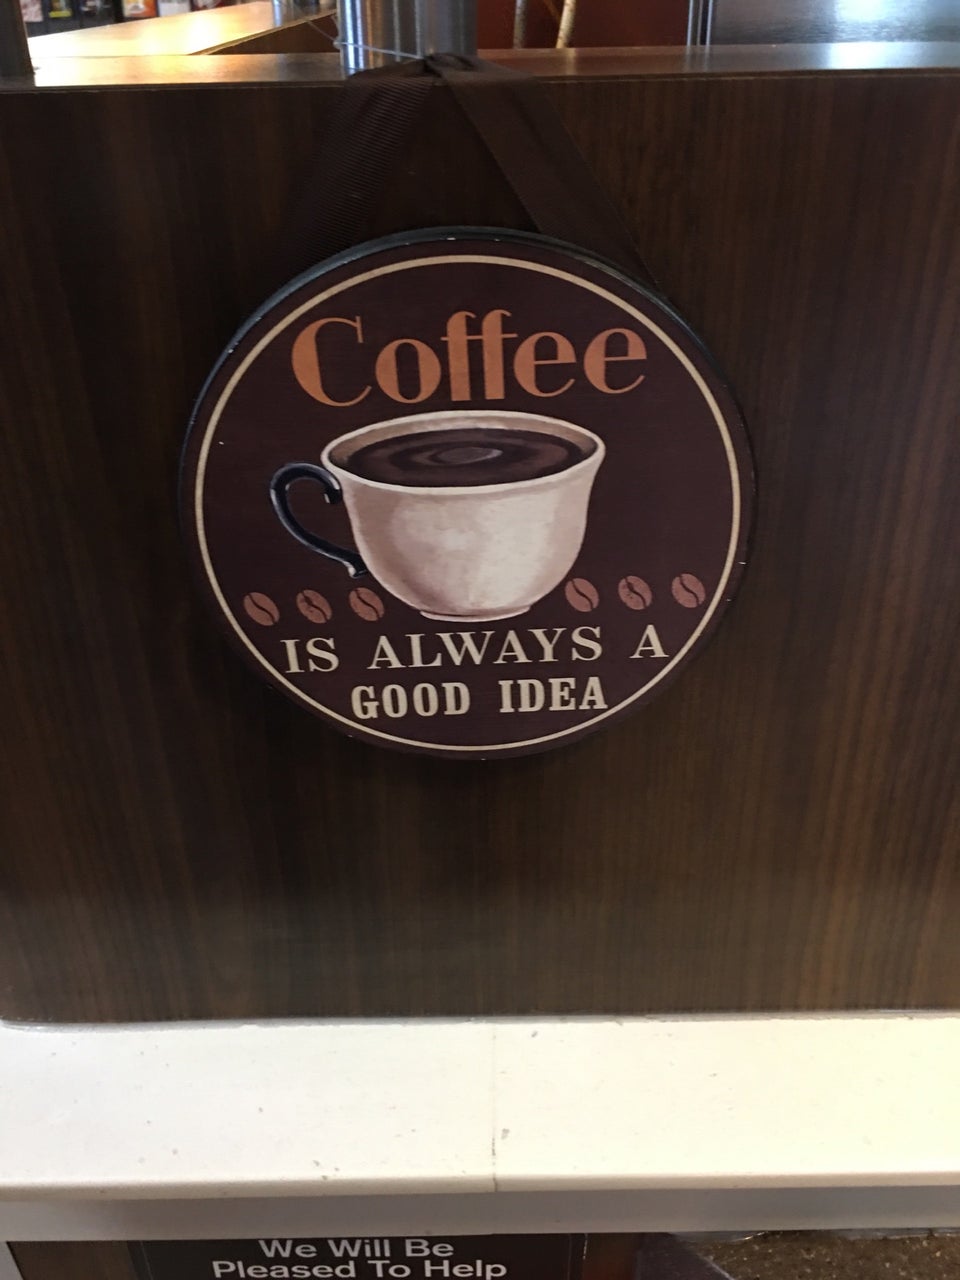 Coffee
IS ALWAYS A
GOOD IDEA
We Will Be
Pleased To Help